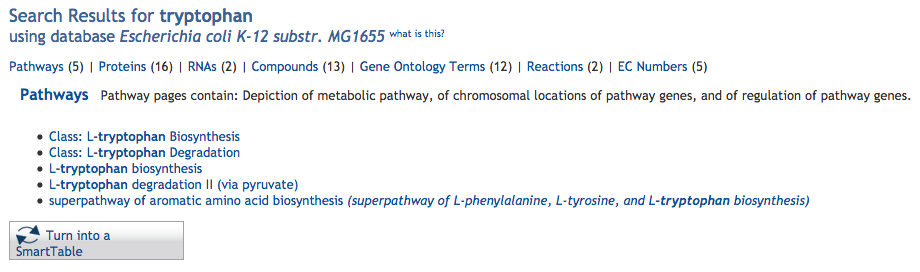 Search Results for tryptophan
using database Escherichia coli K-12 substr. MG1655 what is this?
Pathways (5) | Proteins (16) | RNAs (2) | Compounds (13) | Gene Ontology Terms (12) | Reactions (2) | EC Numbers (5)
Pathways Pathway pages contain: Depiction of metabolic pathway, of chromosomal locations of pathway genes, and of regulation of pathway genes.
• Class: L-tryptophan Biosynthesis
• Class: L-tryptophan Degradation
• L-tryptophan biosynthesis
• L-tryptophan degradation II (via pyruvate)
• superpathway of aromatic amino acid biosynthesis (superpathway of L-phenylalanine, L-tyrosine, and L-tryptophan biosynthesis)
Turn into a
SmartTable